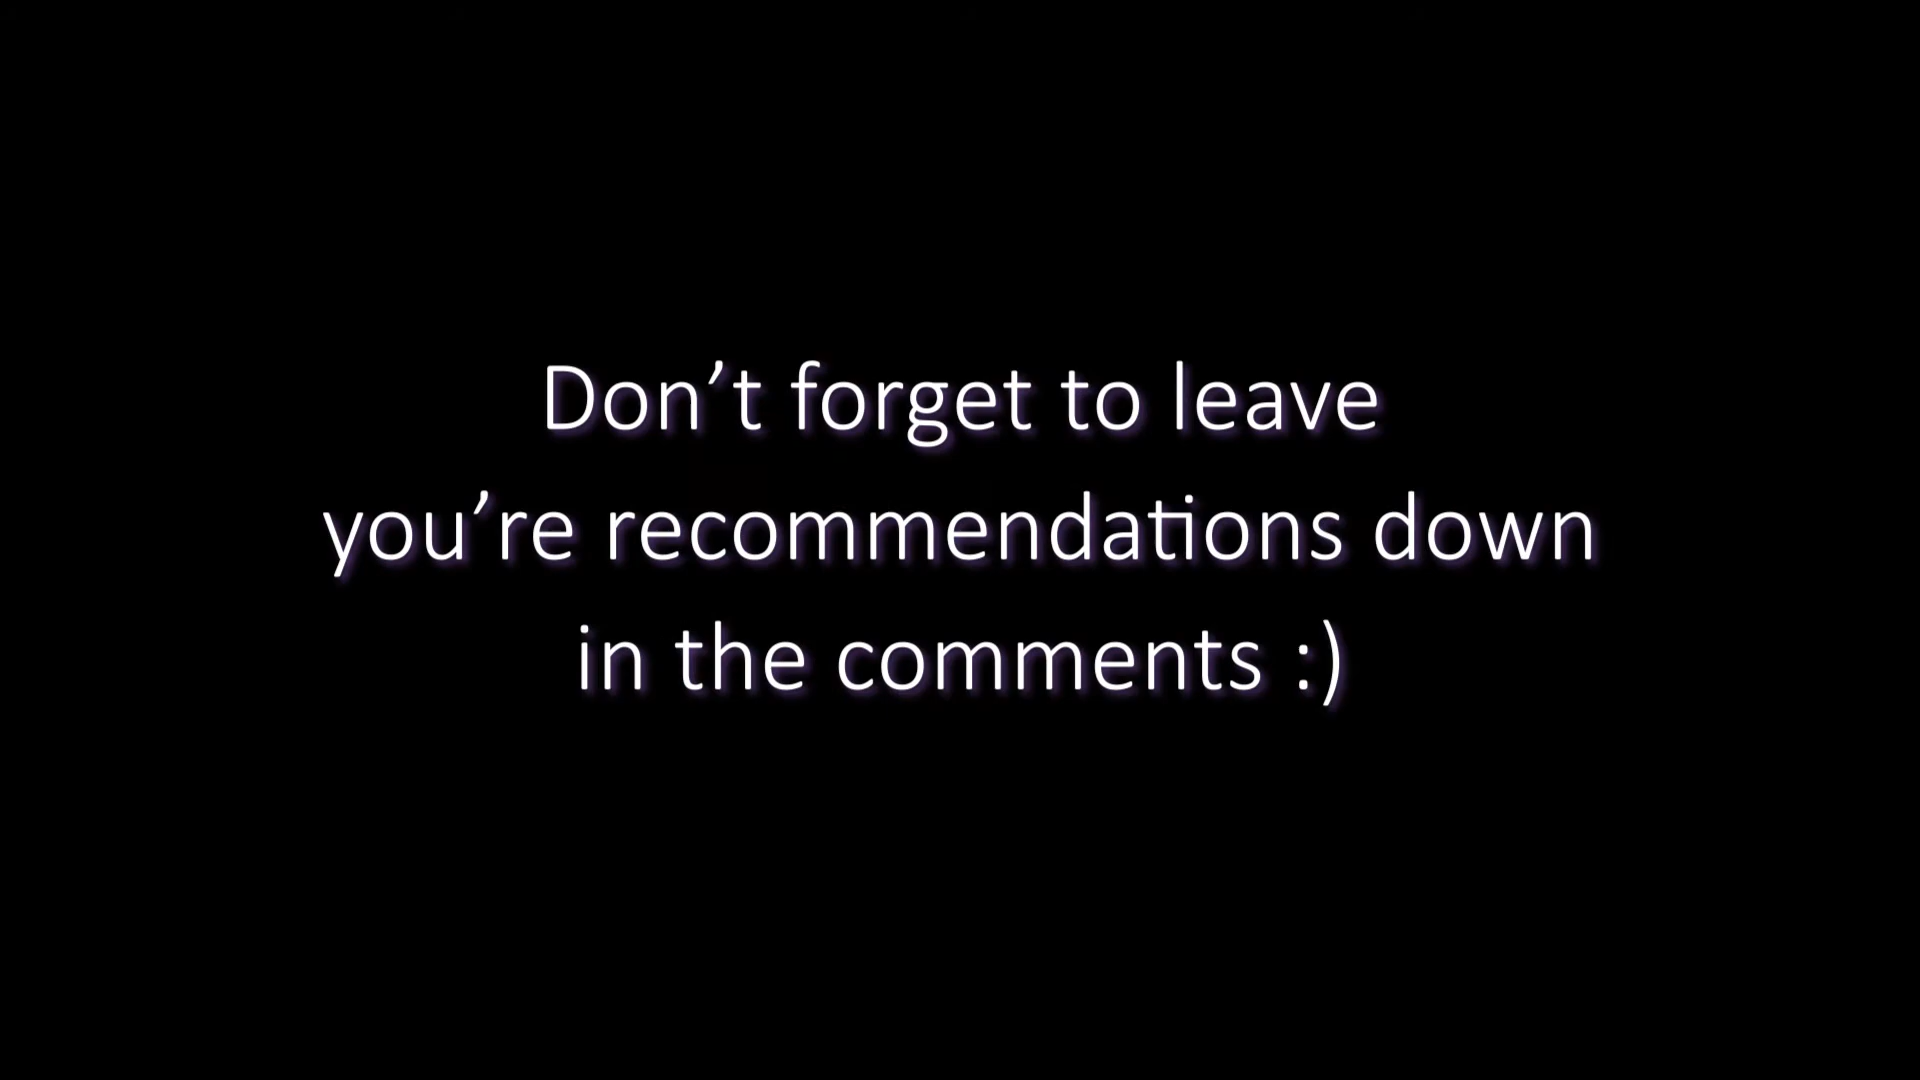 Don’t forget to leave
you’re recommendations down
in the comments :)